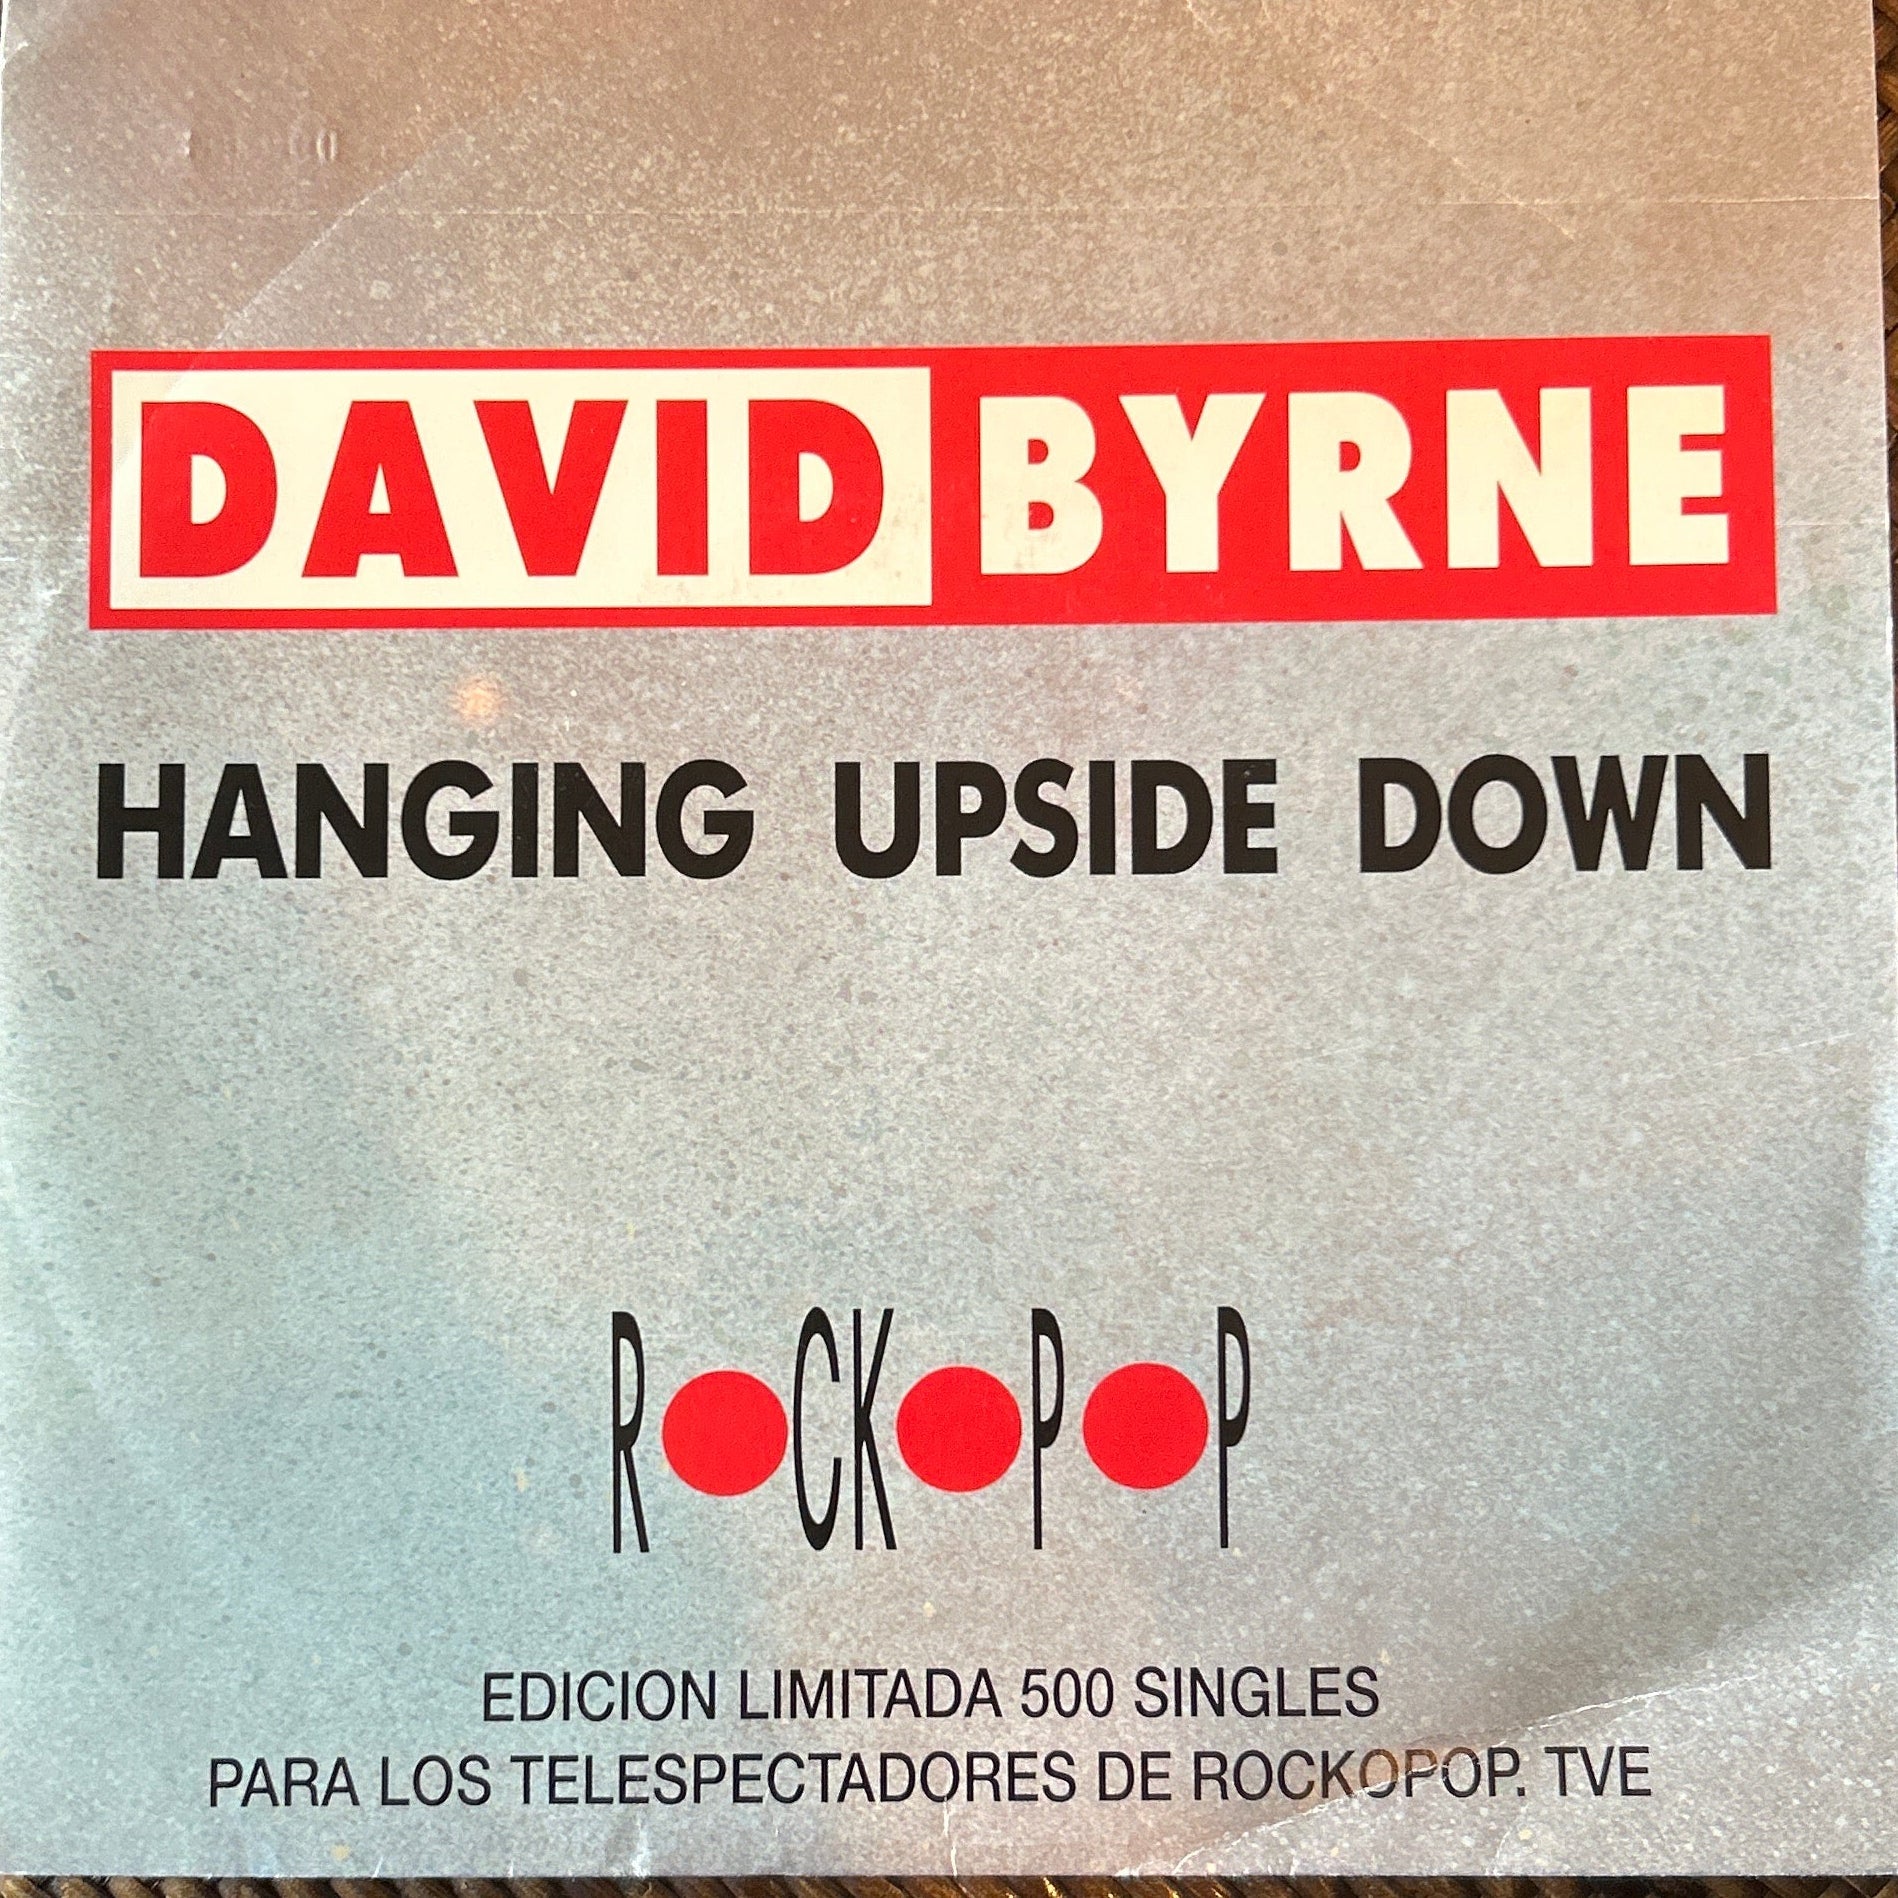 DAVID BYRNE
HANGING UPSIDE DOWN
ROCKOPOP
EDICION LIMITADA 500 SINGLES
PARA LOS TELESPECTADORES DE ROCKOPOP. TVE